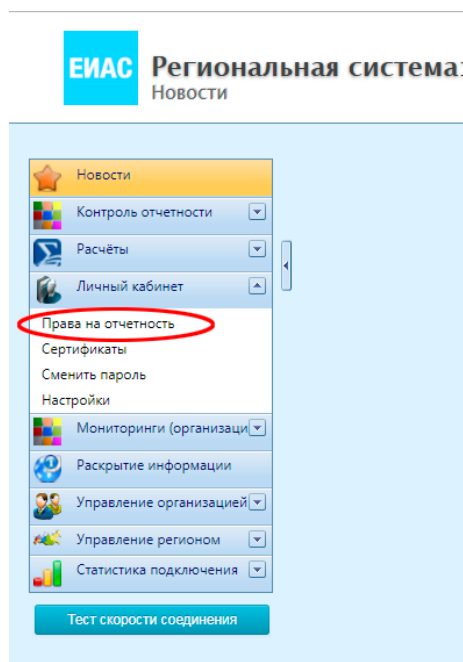 ЕИАС
Региональная система:
Новости
Новости
Контроль отчетности
Расчёты
Личный кабинет
Права на отчетность
Сертификаты
Сменить пароль
Настройки
Мониторинги (организаци
Раскрытие информации
Управление организацией
Управление регионом
Статистика подключения
Тест скорости соединения